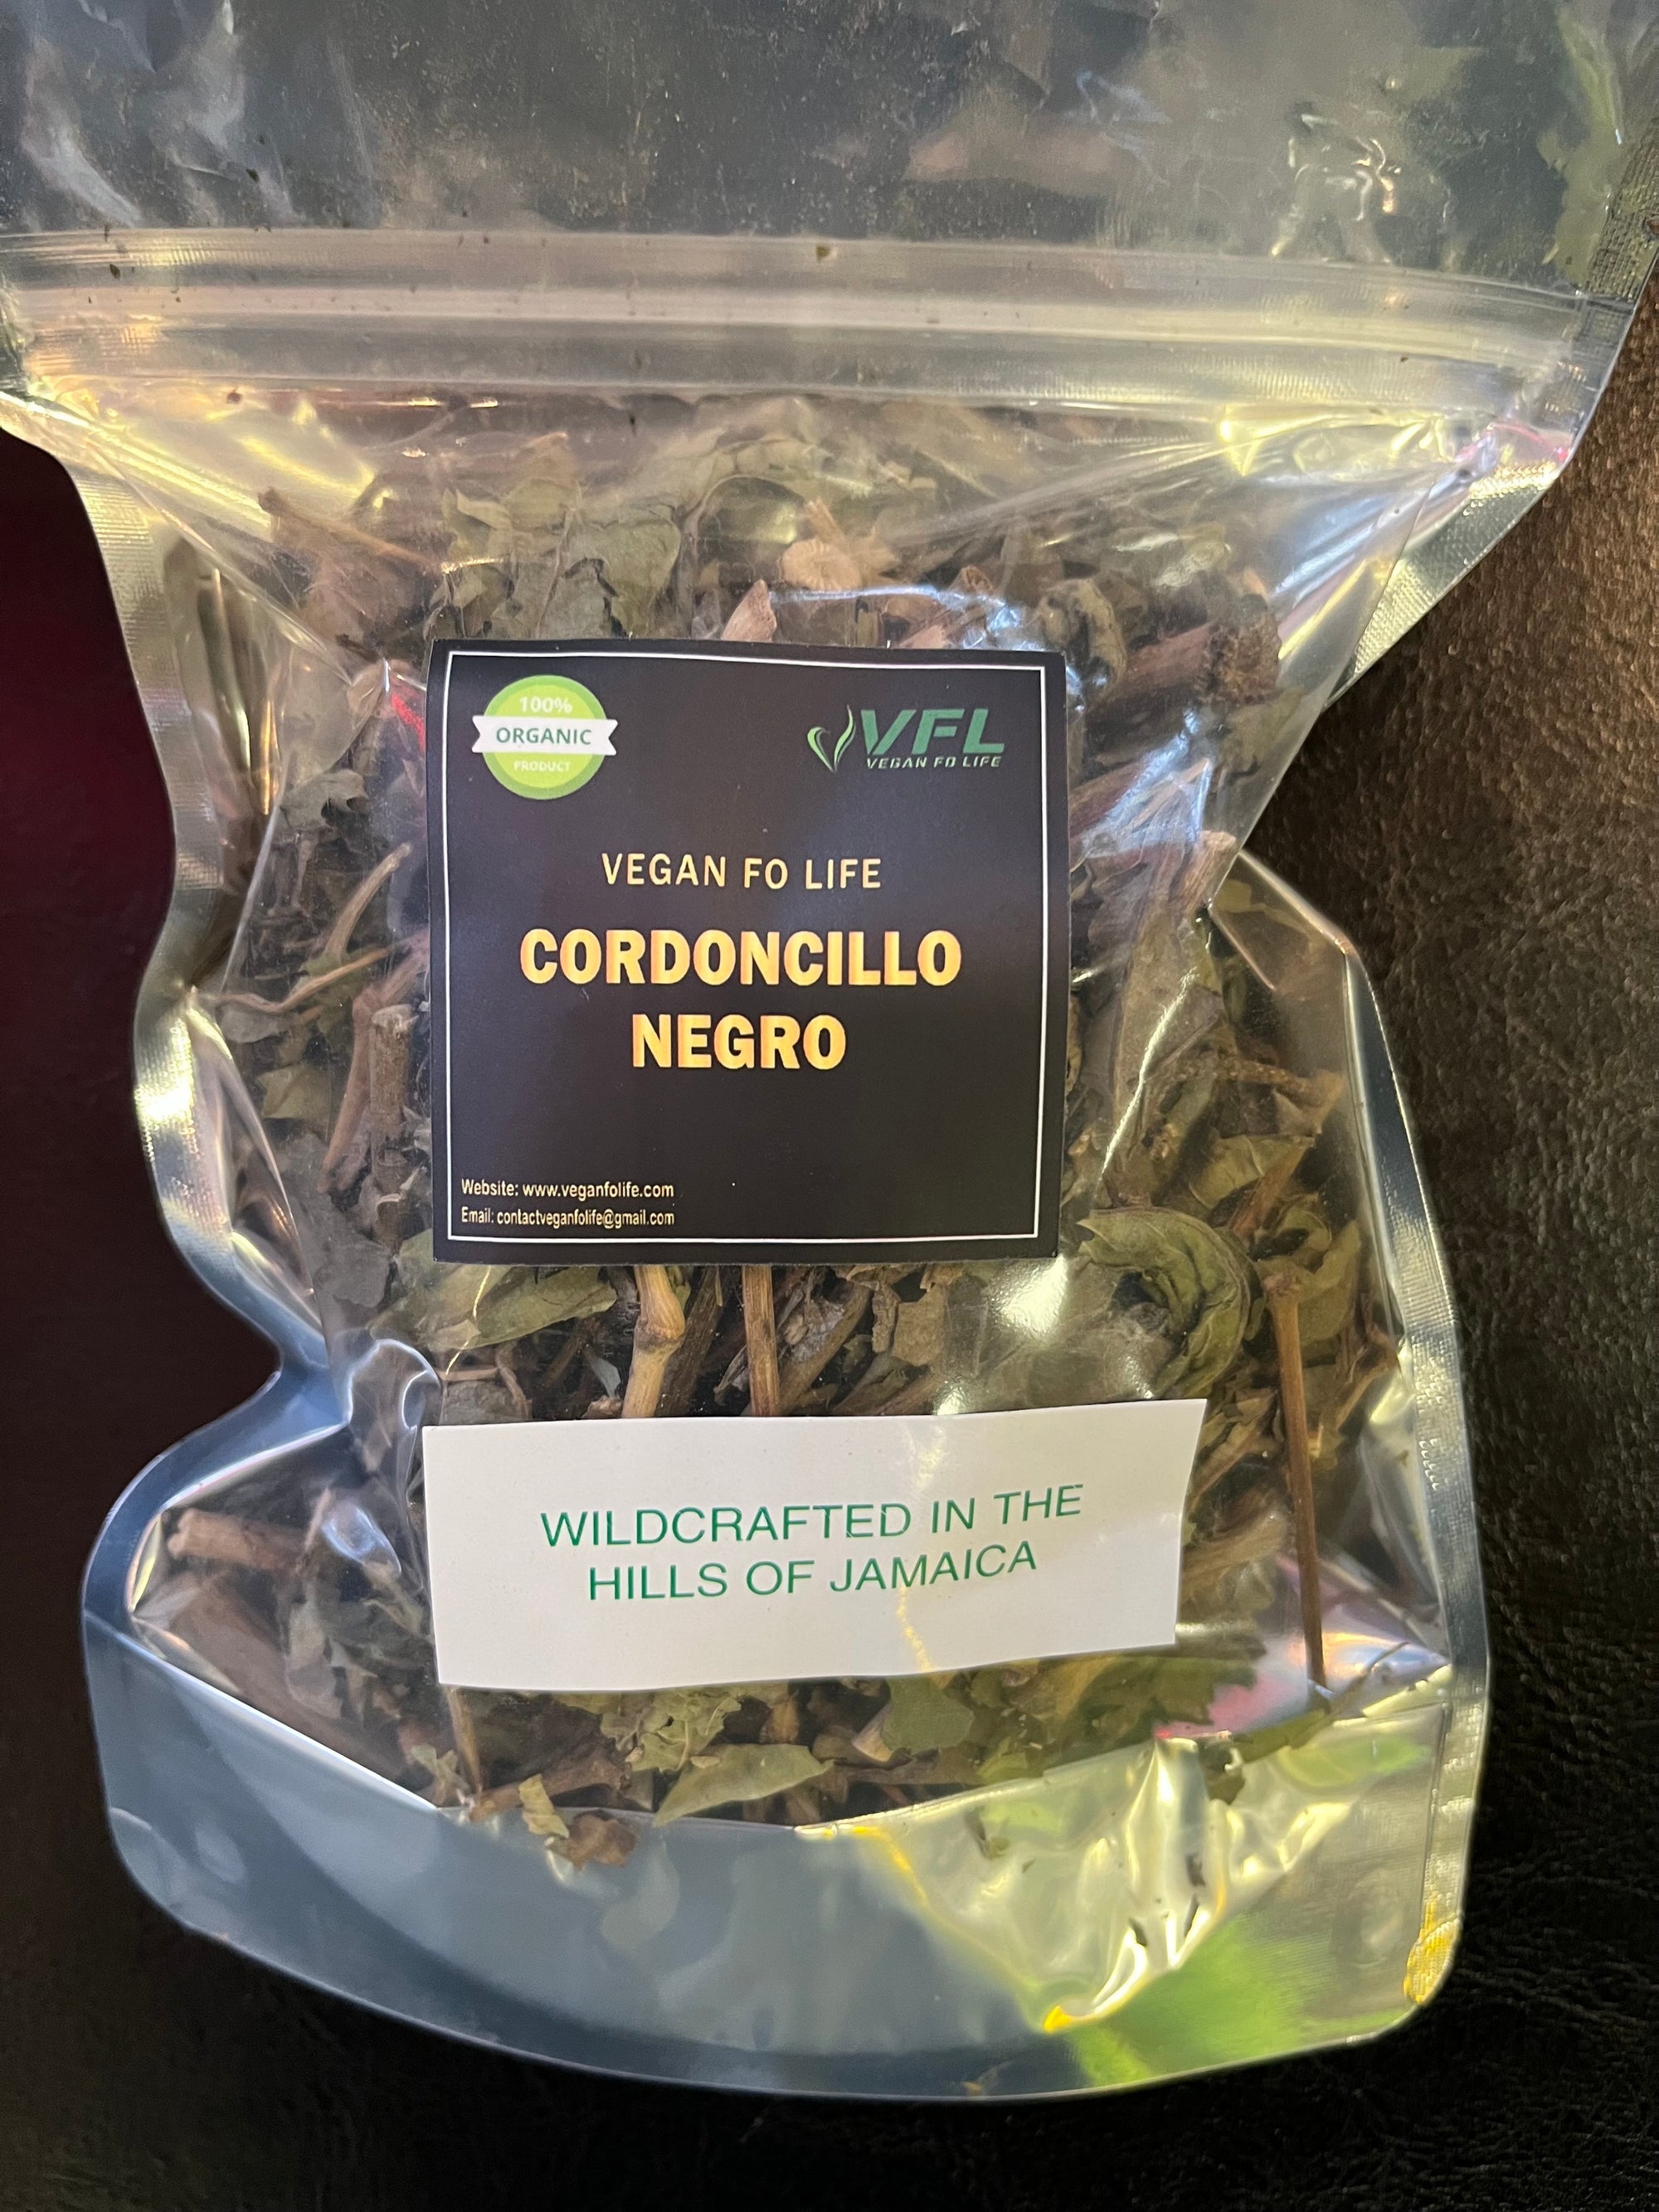 100%
ORGANIC
PRODUCT
VFL
VEGAN FO LIFE
VEGAN FO LIFE
CORDONCILLO
NEGRO
Website: www.veganfolife.com
Email: contactveganfolife@gmail.com
WILDCRAFTED IN THE
HILLS OF JAMAICA